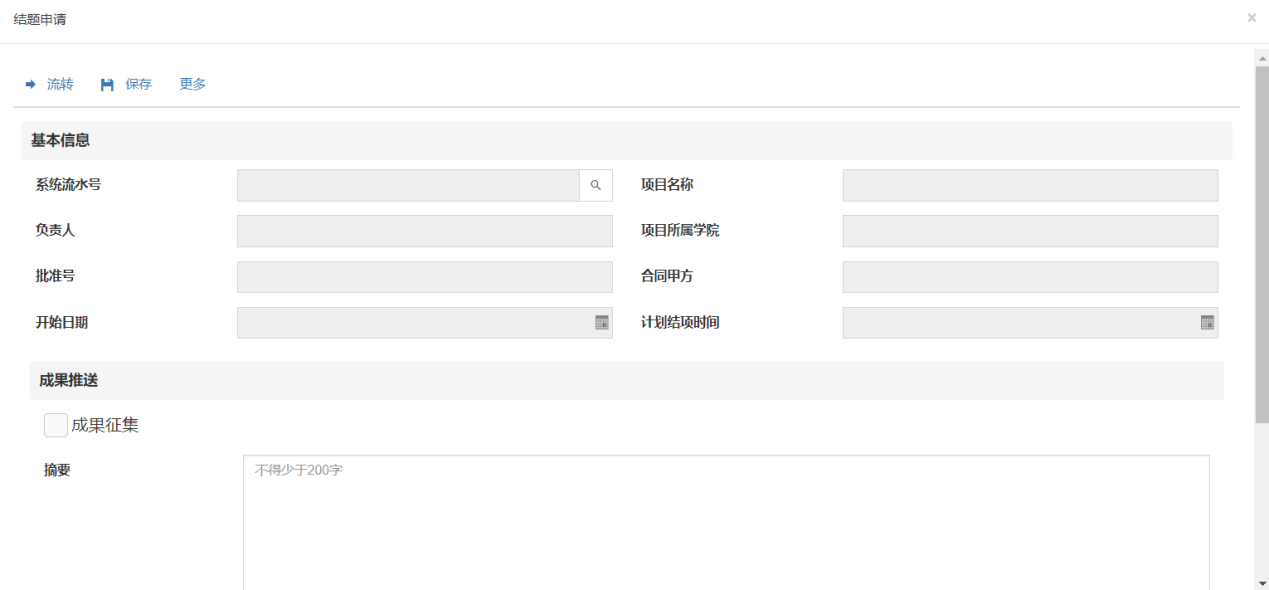 结题申请 ×
流转 保存 更多
基本信息
系统流水号 项目名称
负责人 项目所属学院
批准号 合同甲方
开始日期 计划结项时间
成果推送
成果征集
摘要 不得少于200字